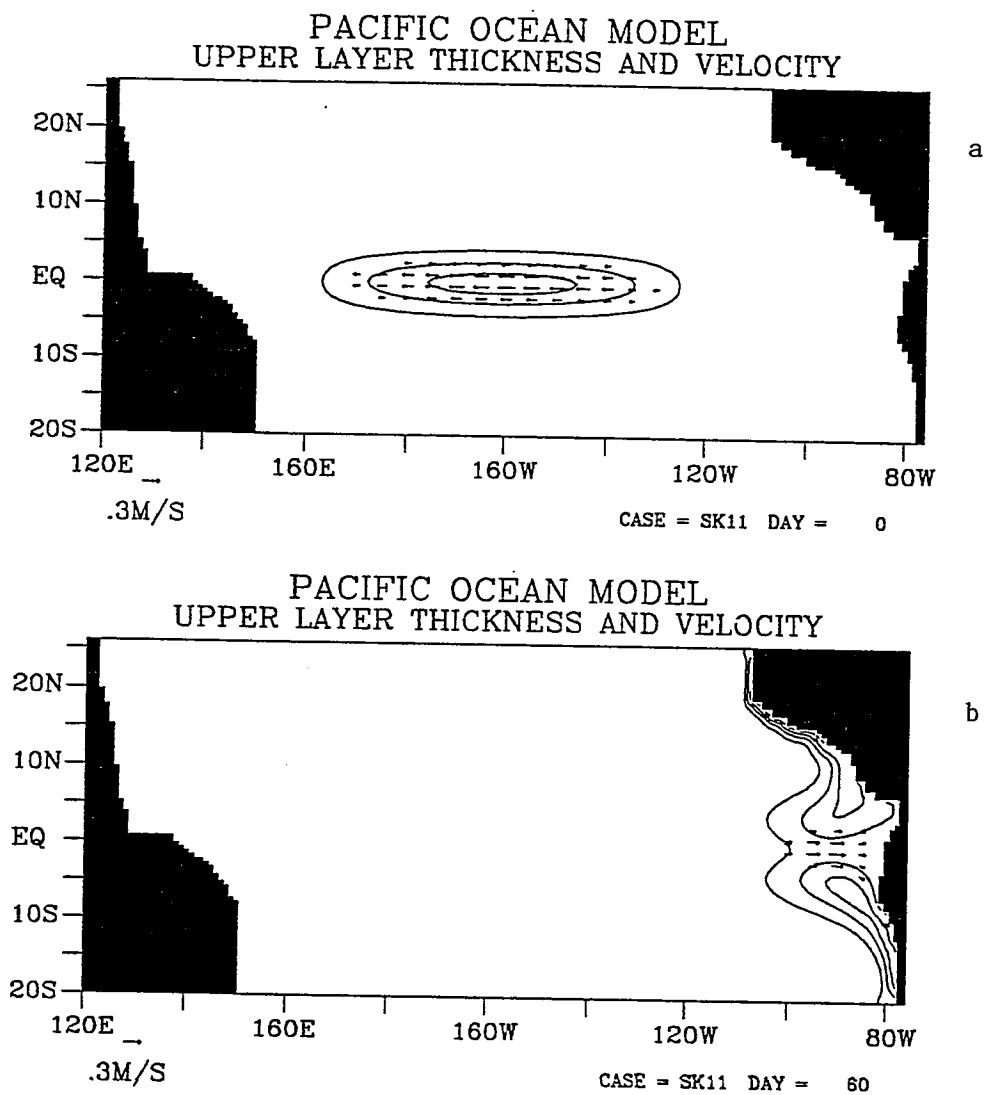 PACIFIC OCEAN MODEL
UPPER LAYER THICKNESS AND VELOCITY
a
20N
10N
EQ
10S
20S
120E 160E 160W 120W 80W
.3M/S
CASE = SK11 DAY = 0
PACIFIC OCEAN MODEL
UPPER LAYER THICKNESS AND VELOCITY
b
20N
10N
EQ
10S
20S
120E 160E 160W 120W 80W
.3M/S
CASE = SK11 DAY = 60